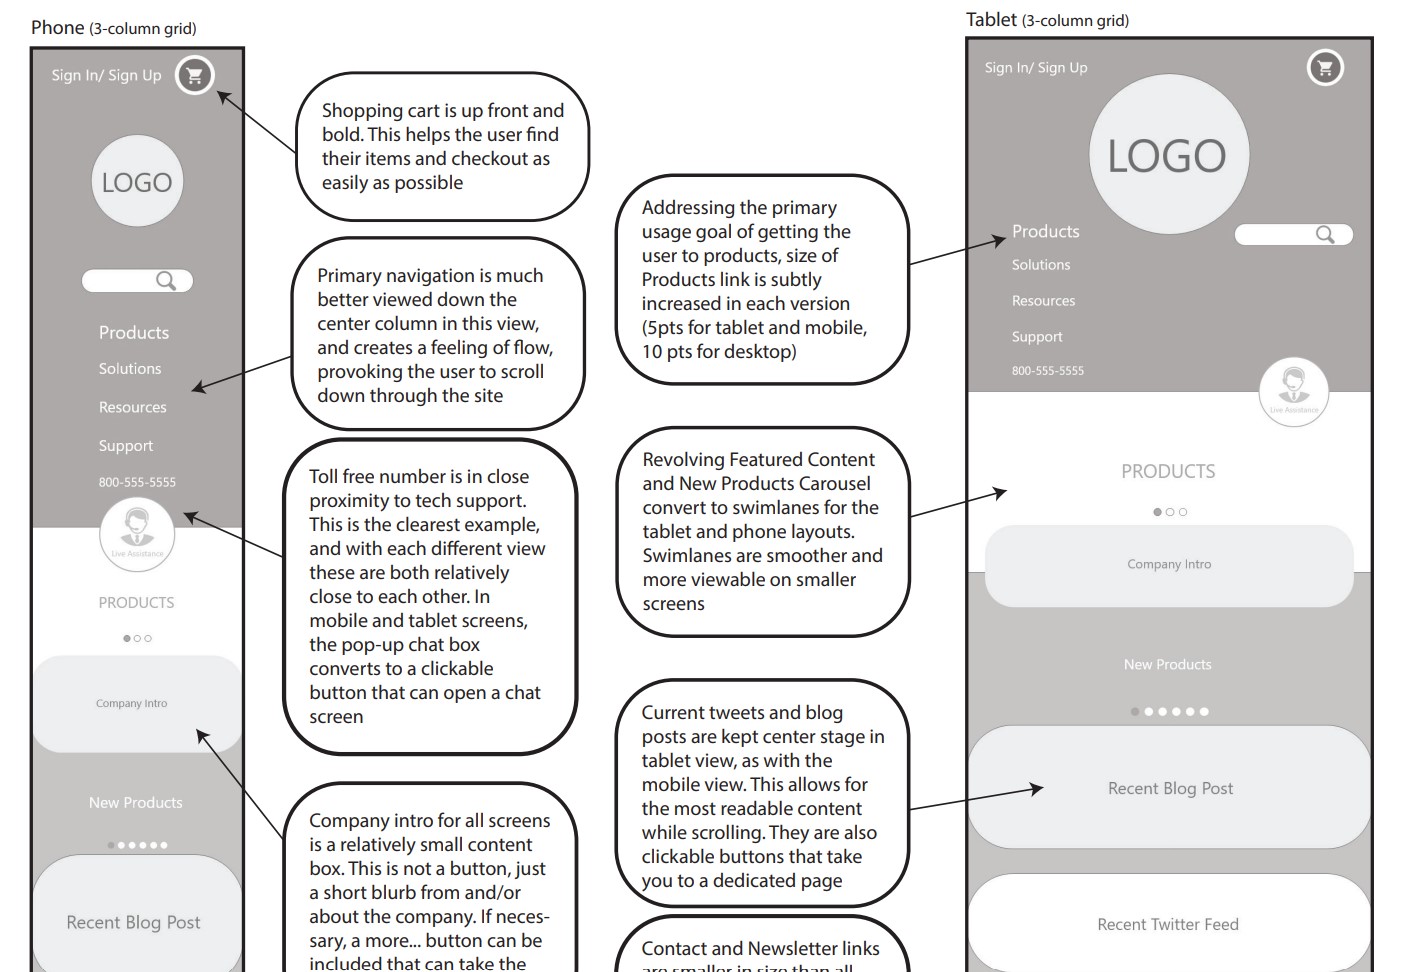 Phone (3-column grid)
Sign In/ Sign Up
LOGO
Products
Solutions
Resources
Support
800-555-5555
Live Assistance
PRODUCTS
Company Intro
New Products
Recent Blog Post
Shopping cart is up front and
bold. This helps the user find
their items and checkout as
easily as possible
Primary navigation is much
better viewed down the
center column in this view,
and creates a feeling of flow,
provoking the user to scroll
down through the site
Toll free number is in close
proximity to tech support.
This is the clearest example,
and with each different view
these are both relatively
close to each other. In
mobile and tablet screens,
the pop-up chat box
converts to a clickable
button that can open a chat
screen
Company intro for all screens
is a relatively small content
box. This is not a button, just
a short blurb from and/or
about the company. If neces-
sary, a more... button can be
included that can take the
Addressing the primary
usage goal of getting the
user to products, size of
Products link is subtly
increased in each version
(5pts for tablet and mobile,
10 pts for desktop)
Revolving Featured Content
and New Products Carousel
convert to swimlanes for the
tablet and phone layouts.
Swimlanes are smoother and
more viewable on smaller
screens
Current tweets and blog
posts are kept center stage in
tablet view, as with the
mobile view. This allows for
the most readable content
while scrolling. They are also
clickable buttons that take
you to a dedicated page
Contact and Newsletter links
are smaller in size than all
Tablet (3-column grid)
Sign In/ Sign Up
LOGO
Products
Solutions
Resources
Support
800-555-5555
Live Assistance
PRODUCTS
Company Intro
New Products
Recent Blog Post
Recent Twitter Feed